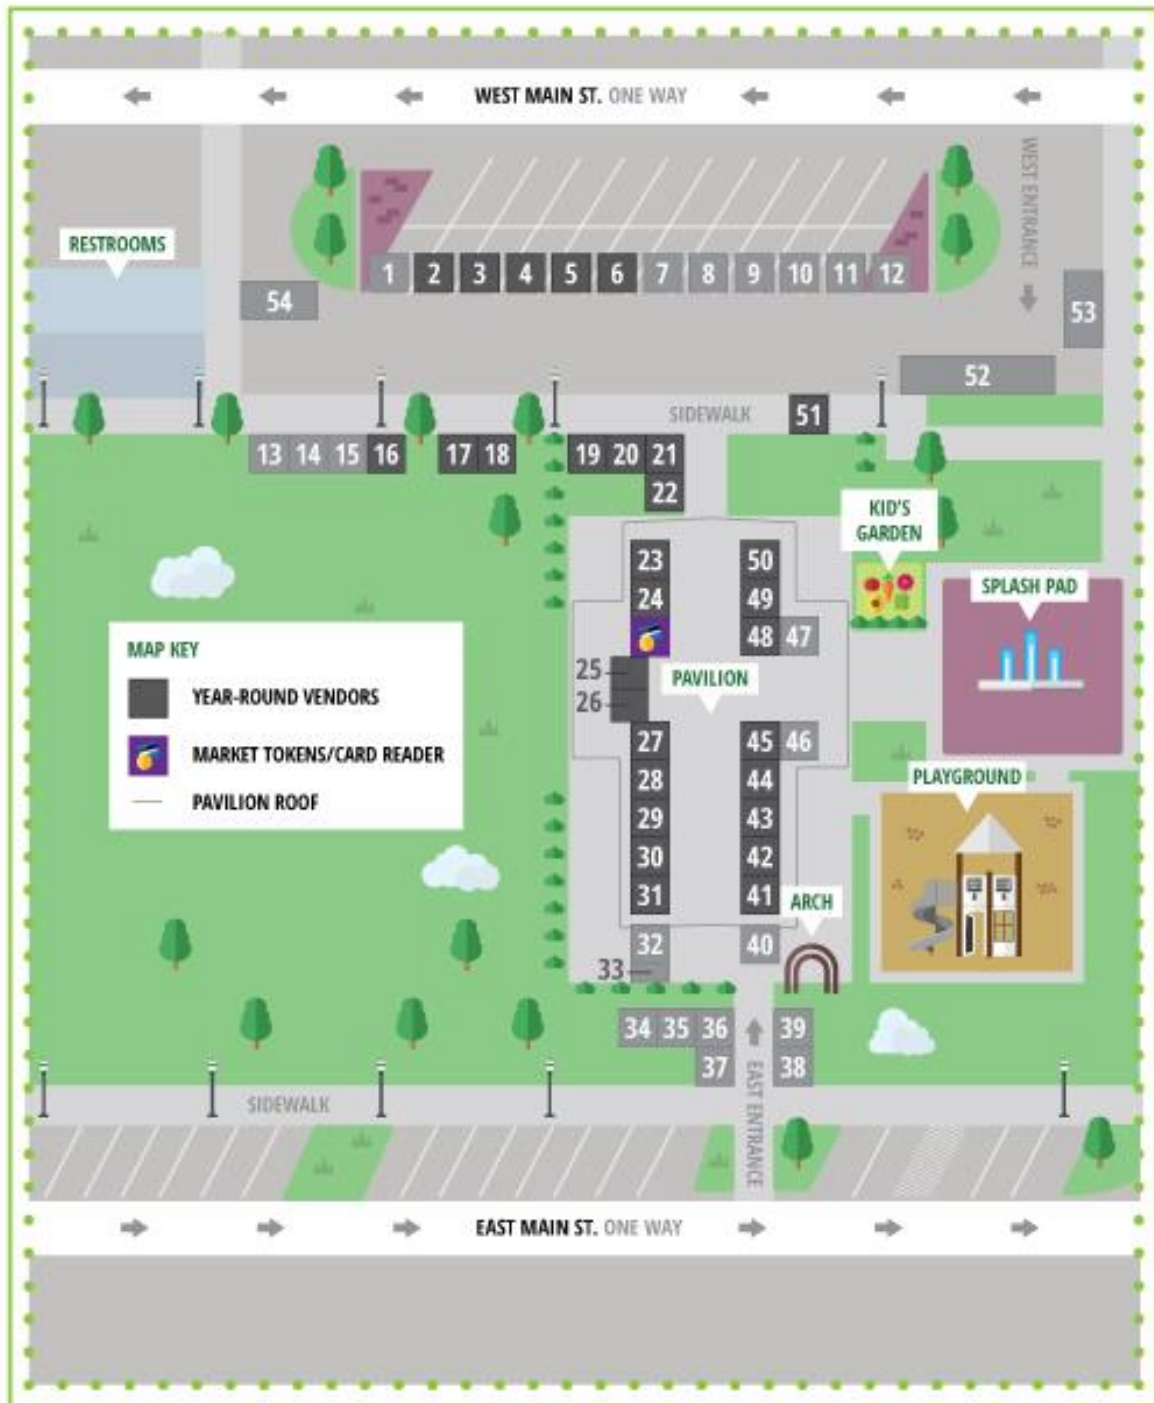 WEST MAIN ST. ONE WAY
WEST ENTRANCE
RESTROOMS
1 2 3 4 5 6 7 8 9 10 11 12
54
53
52
SIDEWALK
51
13 14 15 16 17 18 19 20 21
22
KID'S
GARDEN
23 50
24 49
48 47
SPLASH PAD
25
26
PAVILION
MAP KEY
YEAR-ROUND VENDORS
MARKET TOKENS/CARD READER
PAVILION ROOF
27 45 46
28 44
29 43
30 42
31 41
PLAYGROUND
ARCH
32 40
33
34 35 36 39
37 38
EAST ENTRANCE
SIDEWALK
EAST MAIN ST. ONE WAY